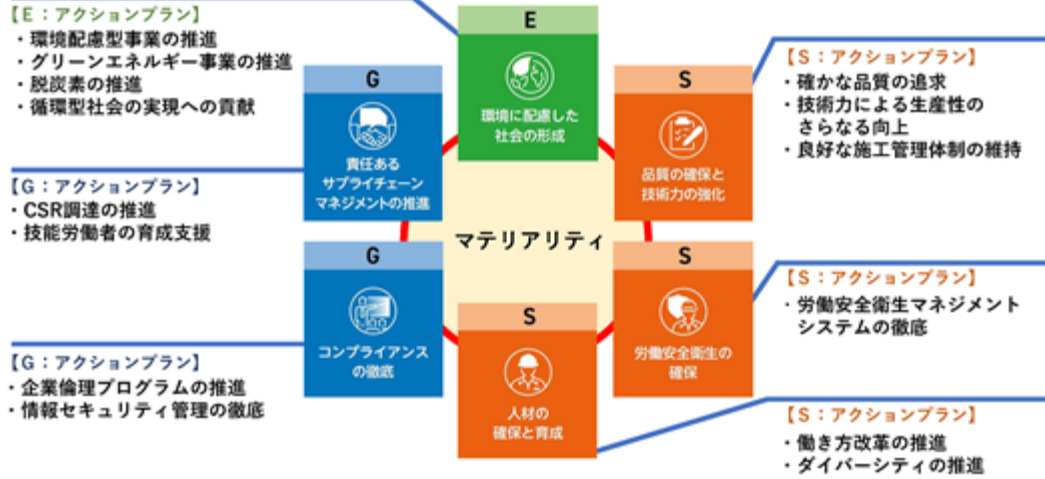 【E：アクションプラン】
・環境配慮型事業の推進
・グリーンエネルギー事業の推進
・脱炭素の推進
・循環型社会の実現への貢献
E
環境に配慮した
社会の形成
G
責任ある
サプライチェーン
マネジメントの推進
S
品質の確保と
技術力の強化
【S：アクションプラン】
・確かな品質の追求
・技術力による生産性の
さらなる向上
・良好な施工管理体制の維持
【G：アクションプラン】
・CSR調達の推進
・技能労働者の育成支援
マテリアリティ
G
コンプライアンス
の徹底
S
人材の
確保と育成
S
労働安全衛生の
確保
【S：アクションプラン】
・労働安全衛生マネジメント
システムの徹底
【G：アクションプラン】
・企業倫理プログラムの推進
・情報セキュリティ管理の徹底
【S：アクションプラン】
・働き方改革の推進
・ダイバーシティの推進